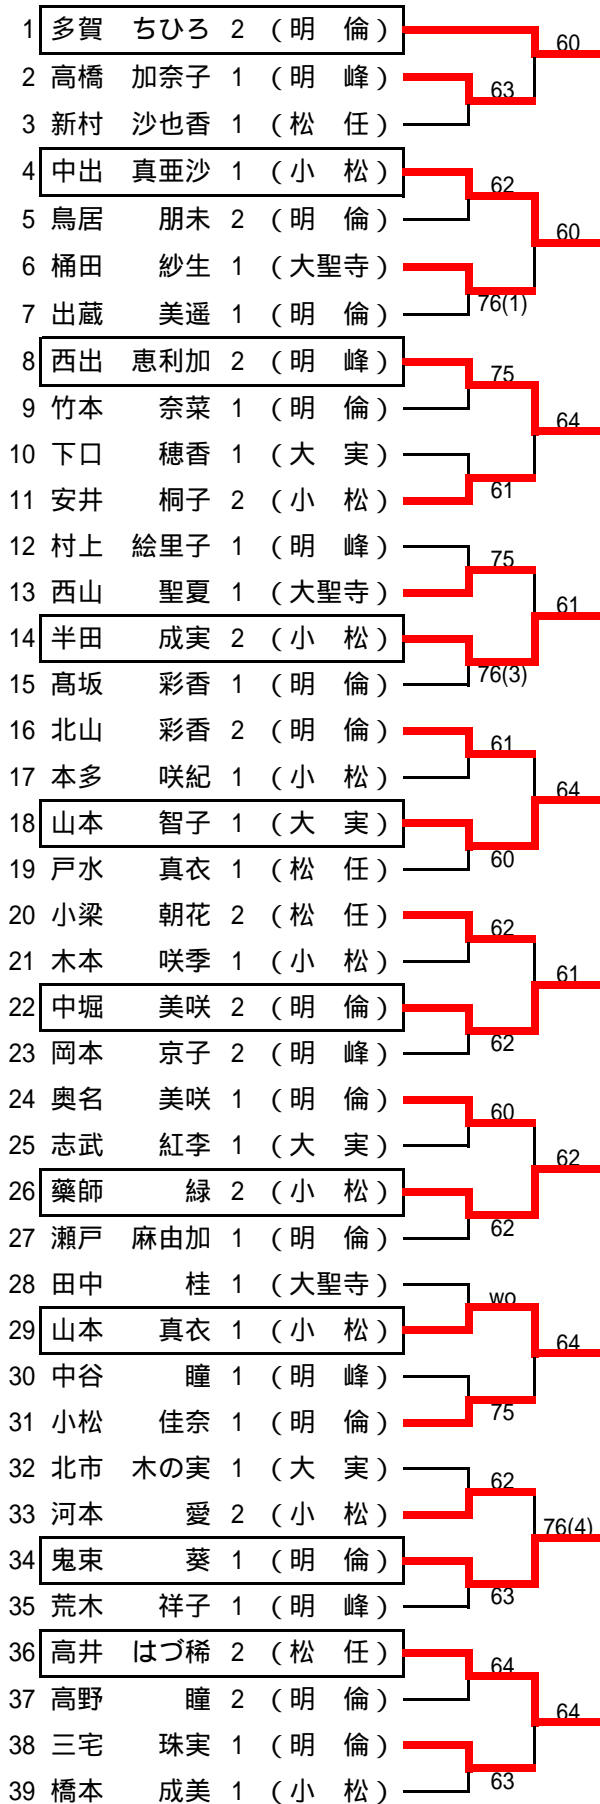 1 多賀 ちひろ 2 （明 倫）
60
2 高橋 加奈子 1 （明 峰）
63
3 新村 沙也香 1 （松 任）
4 中出 真亜沙 1 （小 松）
62
5 鳥居 朋未 2 （明 倫）
60
6 桶田 紗生 1 （大聖寺）
76(1)
7 出蔵 美遥 1 （明 倫）
8 西出 恵利加 2 （明 峰）
75
9 竹本 奈菜 1 （明 倫）
64
10 下口 穂香 1 （大 実）
61
11 安井 桐子 2 （小 松）
12 村上 絵里子 1 （明 峰）
75
13 西山 聖夏 1 （大聖寺）
61
14 半田 成実 2 （小 松）
76(3)
15 髙坂 彩香 1 （明 倫）
16 北山 彩香 2 （明 倫）
61
17 本多 咲紀 1 （小 松）
64
18 山本 智子 1 （大 実）
60
19 戸水 真衣 1 （松 任）
20 小梁 朝花 2 （松 任）
62
21 木本 咲季 1 （小 松）
61
22 中堀 美咲 2 （明 倫）
62
23 岡本 京子 2 （明 峰）
24 奥名 美咲 1 （明 倫）
60
25 志武 紅李 1 （大 実）
62
26 藥師 緑 2 （小 松）
62
27 瀬戸 麻由加 1 （明 倫）
28 田中 桂 1 （大聖寺）
wo
29 山本 真衣 1 （小 松）
64
30 中谷 瞳 1 （明 峰）
75
31 小松 佳奈 1 （明 倫）
32 北市 木の実 1 （大 実）
62
33 河本 愛 2 （小 松）
76(4)
34 鬼束 葵 1 （明 倫）
63
35 荒木 祥子 1 （明 峰）
36 高井 はづ稀 2 （松 任）
64
37 高野 瞳 2 （明 倫）
64
38 三宅 珠実 1 （明 倫）
63
39 橋本 成美 1 （小 松）